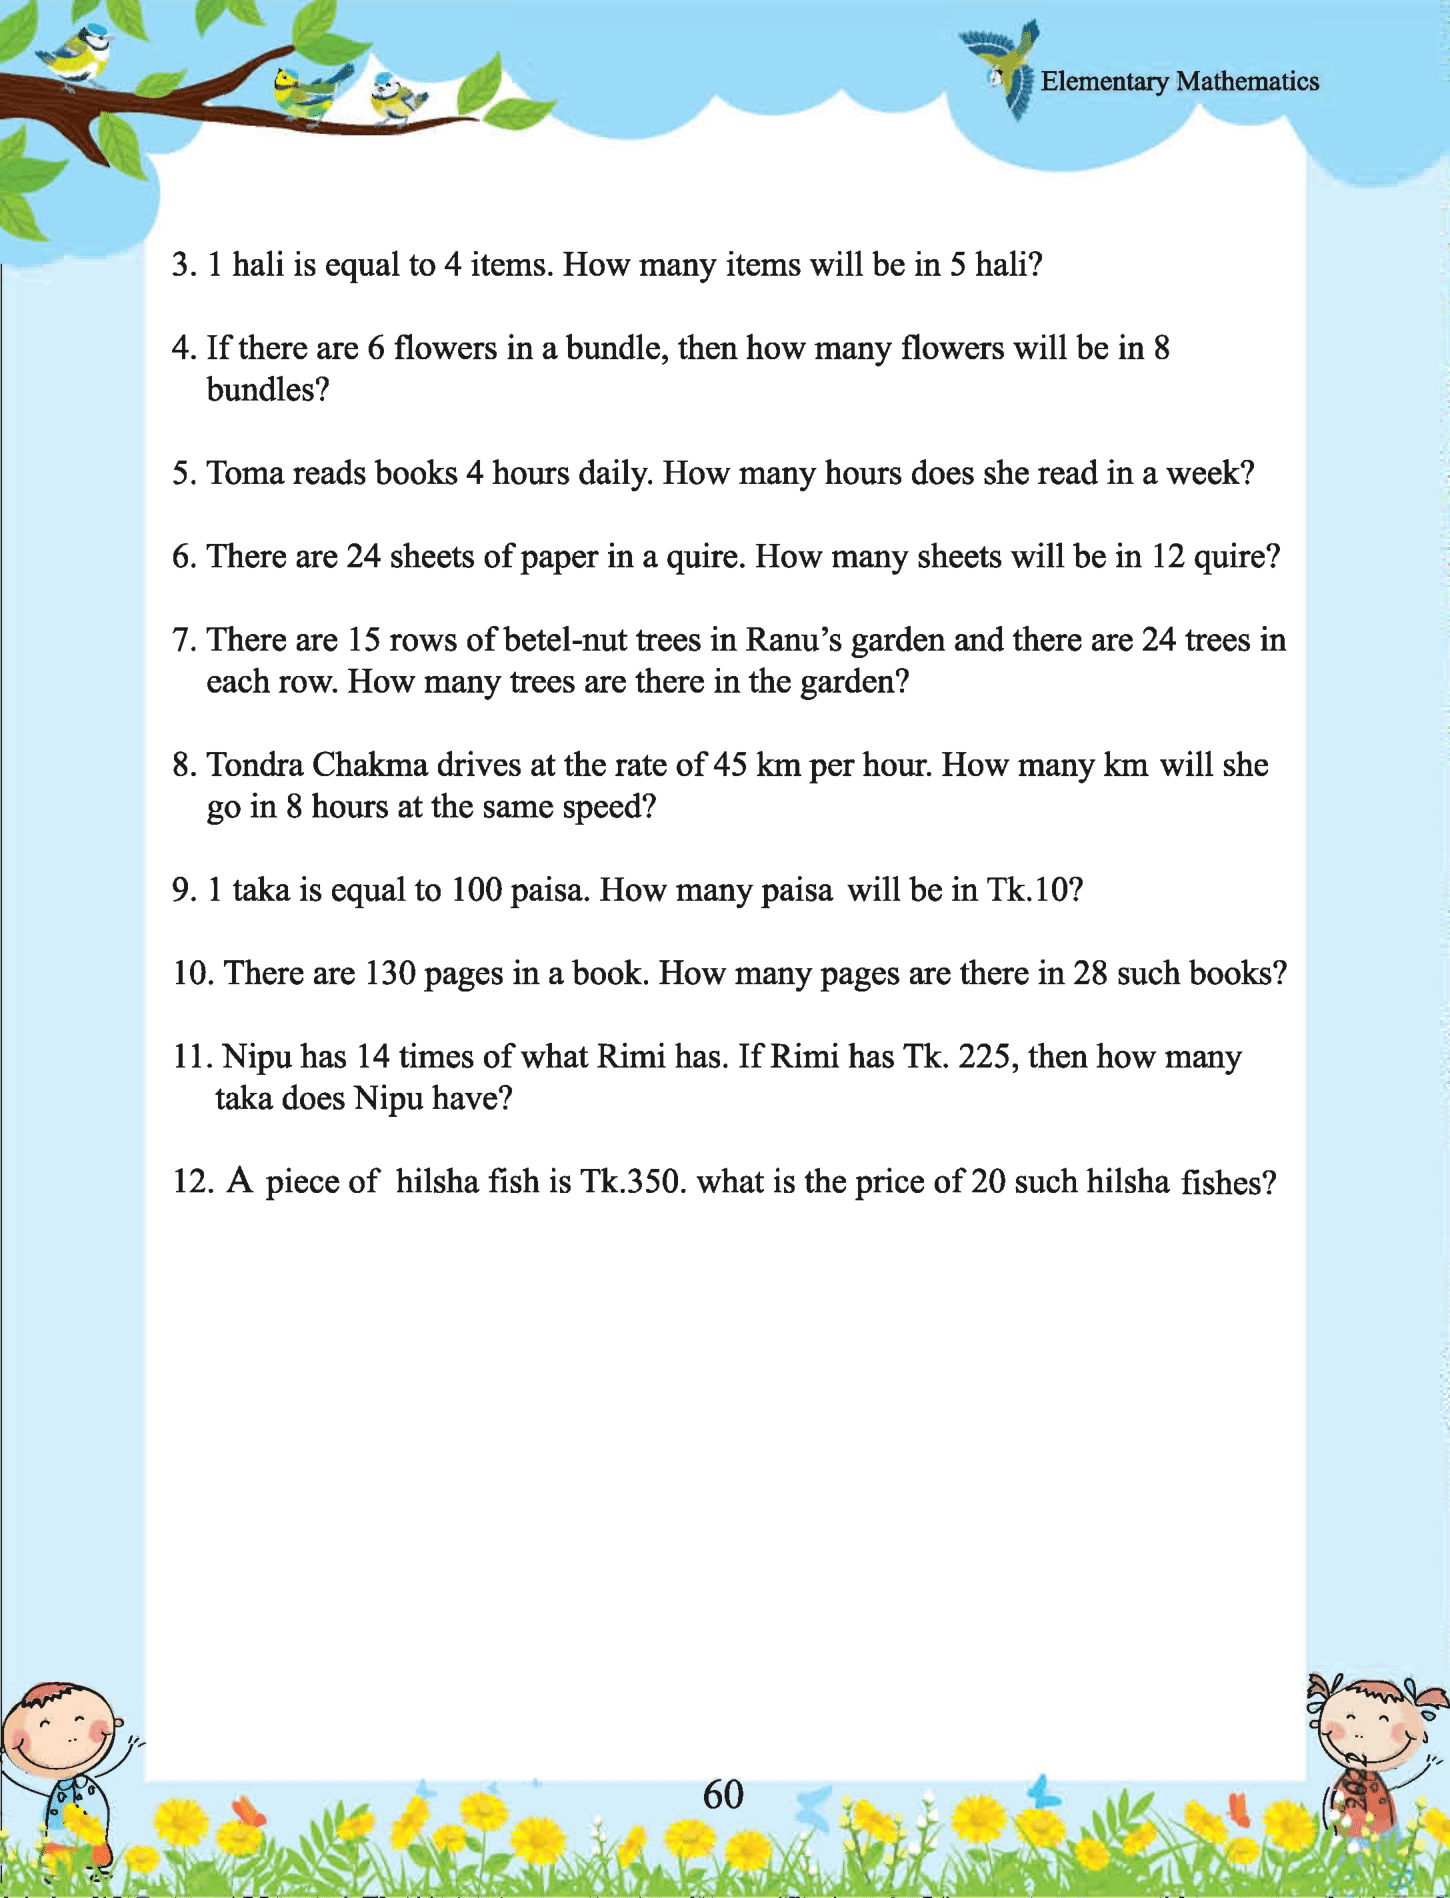 Elementary Mathematics
3. 1 hali is equal to 4 items. How many items will be in 5 hali?
4. If there are 6 flowers in a bundle, then how many flowers will be in 8
bundles?
5. Toma reads books 4 hours daily. How many hours does she read in a week?
6. There are 24 sheets of paper in a quire. How many sheets will be in 12 quire?
7. There are 15 rows of betel-nut trees in Ranu’s garden and there are 24 trees in
each row. How many trees are there in the garden?
8. Tondra Chakma drives at the rate of 45 km per hour. How many km will she
go in 8 hours at the same speed?
9. 1 taka is equal to 100 paisa. How many paisa will be in Tk.10?
10. There are 130 pages in a book. How many pages are there in 28 such books?
11. Nipu has 14 times of what Rimi has. If Rimi has Tk. 225, then how many
taka does Nipu have?
12. A piece of hilsha fish is Tk.350. what is the price of 20 such hilsha fishes?
60
2022